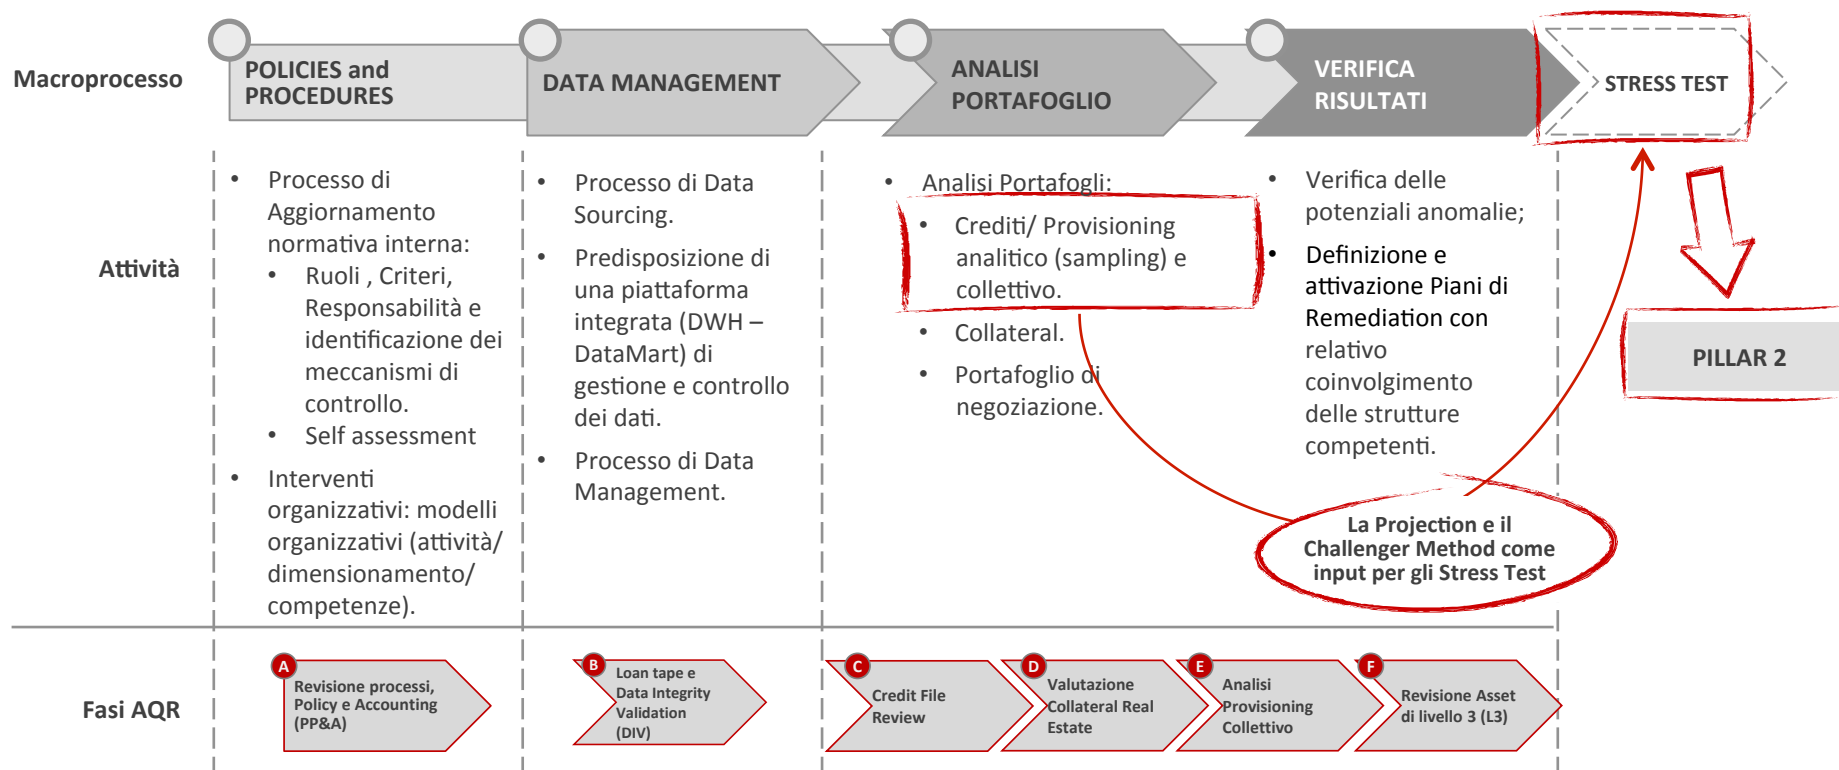 Macroprocesso
POLICIES and
PROCEDURES
DATA MANAGEMENT
ANALISI
PORTAFOGLIO
VERIFICA
RISULTATI
STRESS TEST
Attività
• Processo di
Aggiornamento
normativa interna:
• Ruoli , Criteri,
Responsabilità e
identificazione dei
meccanismi di
controllo.
• Self assessment
• Interventi
organizzativi: modelli
organizzativi (attività/
dimensionamento/
competenze).
• Processo di Data
Sourcing.
• Predisposizione di
una piattaforma
integrata (DWH –
DataMart) di
gestione e controllo
dei dati.
• Processo di Data
Management.
• Analisi Portafogli:
• Crediti/ Provisioning
analitico (sampling) e
collettivo.
• Collateral.
• Portafoglio di
negoziazione.
• Verifica delle
potenziali anomalie;
• Definizione e
attivazione Piani di
Remediation con
relativo
coinvolgimento
delle strutture
competenti.
PILLAR 2
La Projection e il
Challenger Method come
input per gli Stress Test
Fasi AQR
A
Revisione processi,
Policy e Accounting
(PP&A)
B
Loan tape e
Data Integrity
Validation
(DIV)
C
Credit File
Review
D
Valutazione
Collateral Real
Estate
E
Analisi
Provisioning
Collettivo
F
Revisione Asset
di livello 3 (L3)